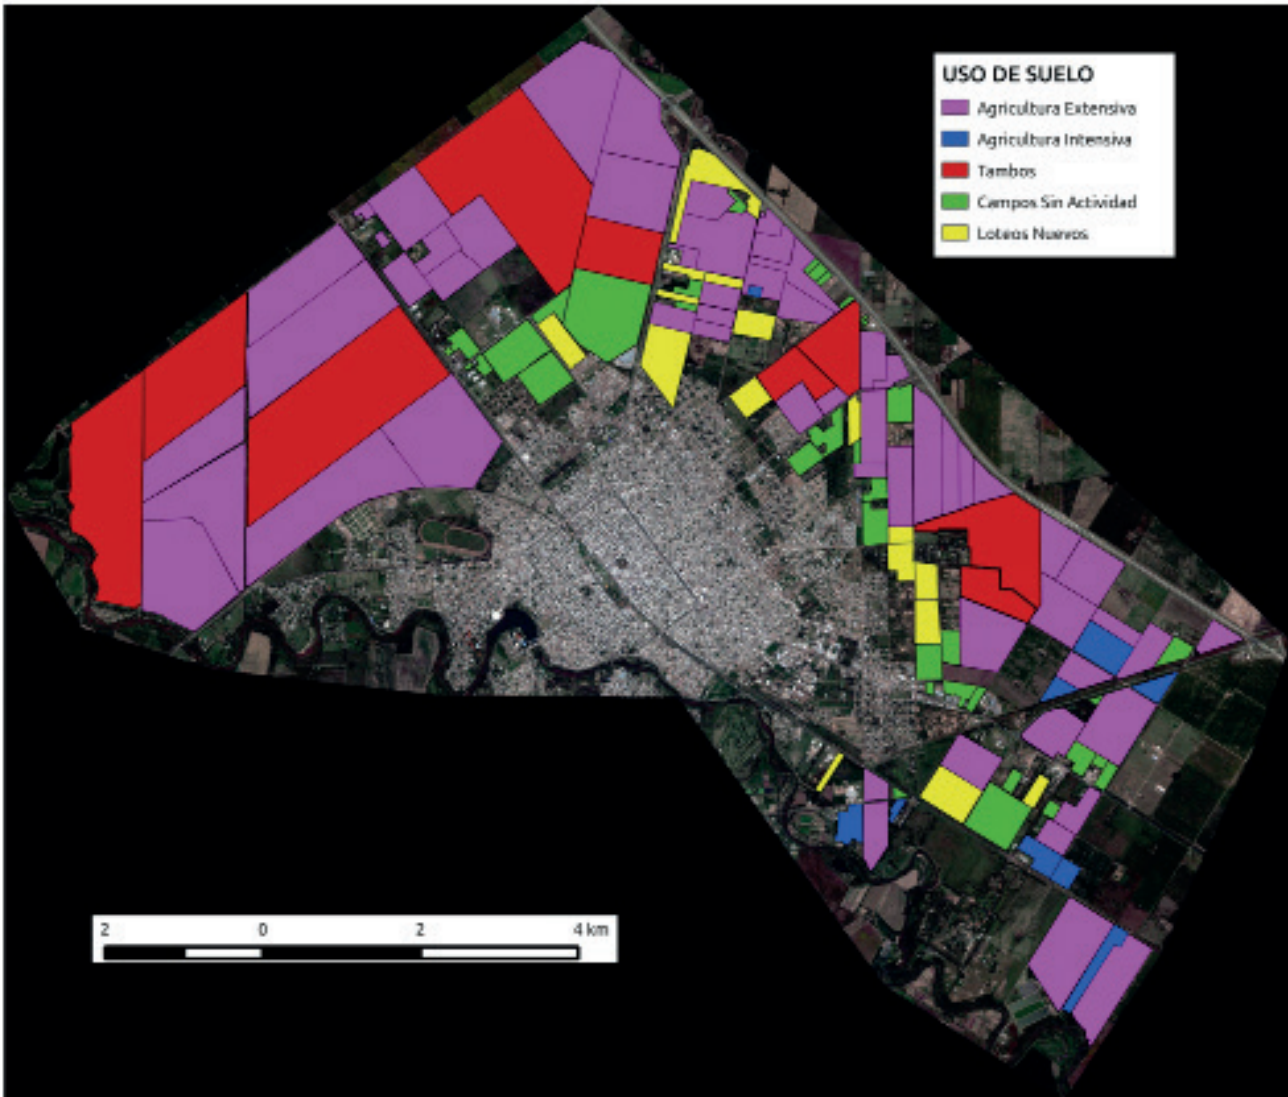 USO DE SUELO
Agricultura Extensiva
Agricultura Intensiva
Tambos
Campos Sin Actividad
Loteos Nuevos
2 0 2 4 km